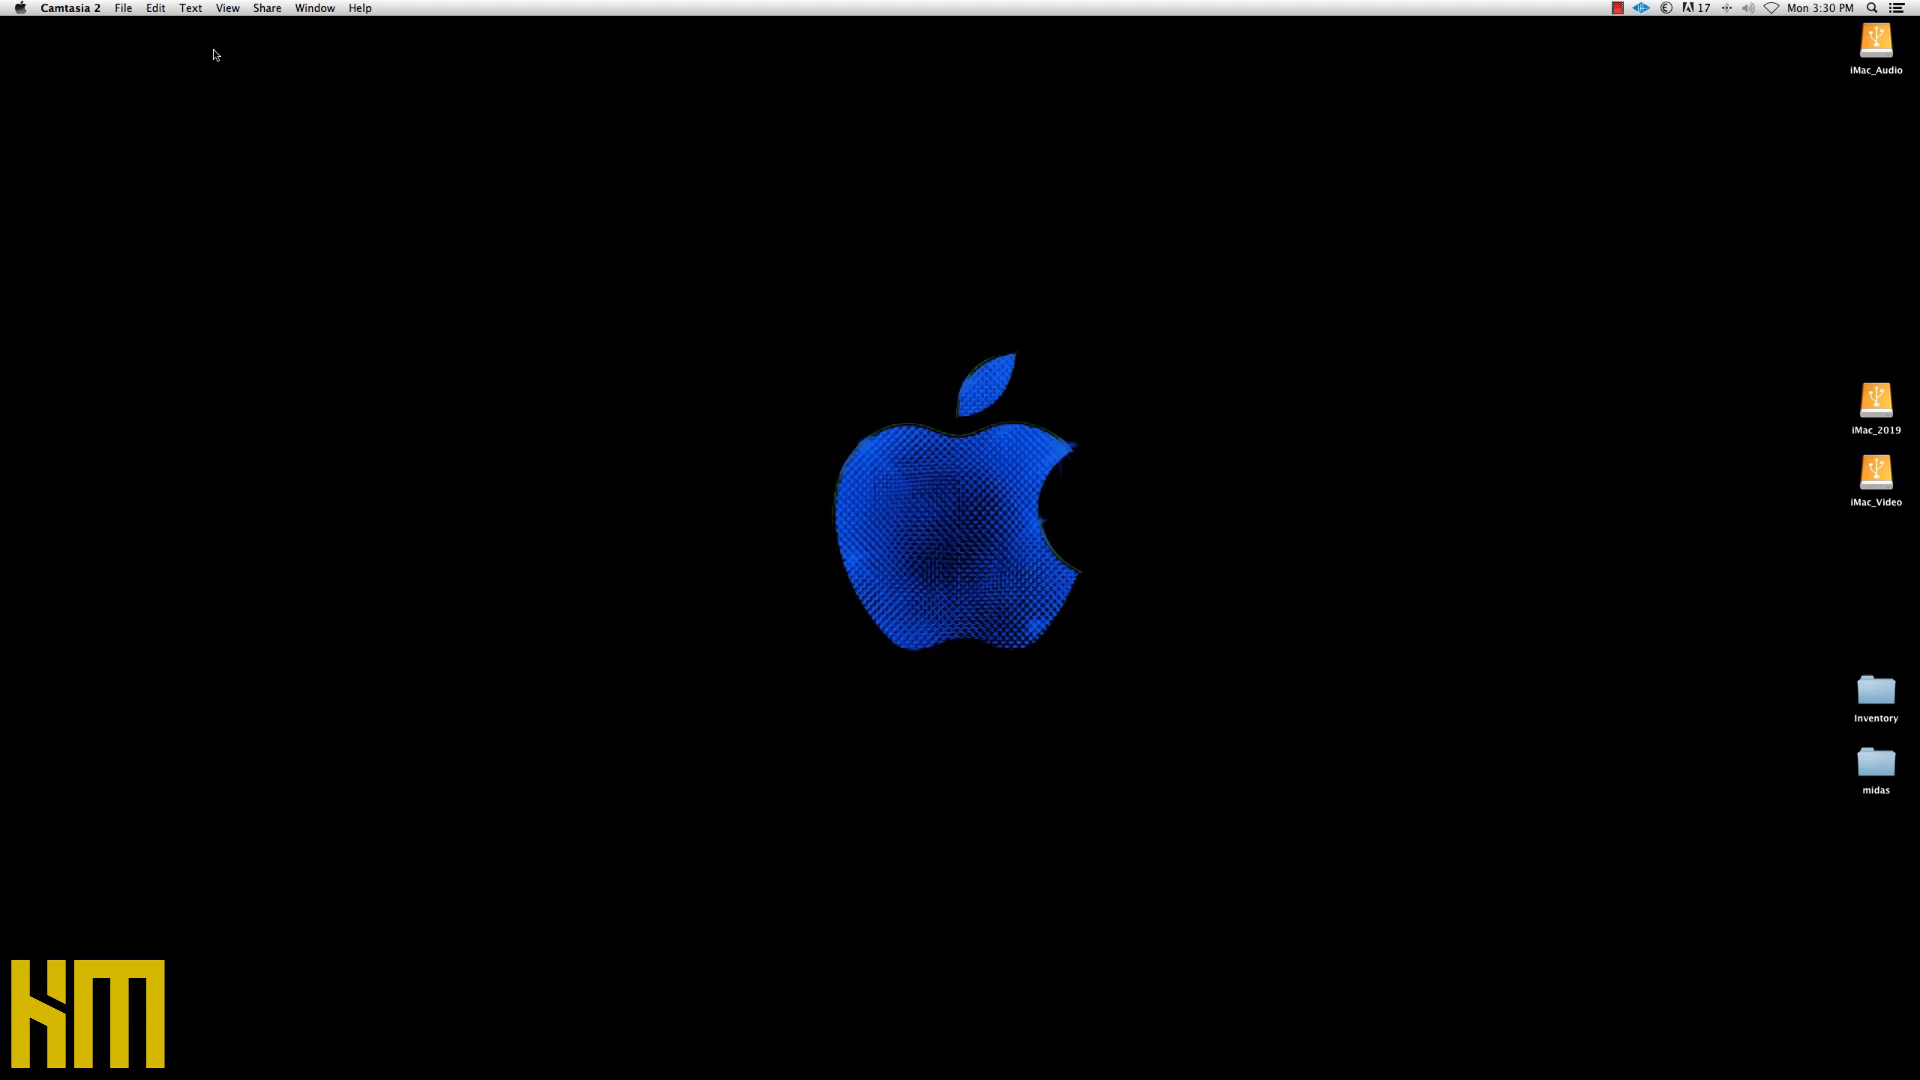 Camtasia 2 File Edit Text View Share Window Help 17 Mon 3:30 PM
iMac_Audio
iMac_2019
iMac_Video
Inventory
midas
HM